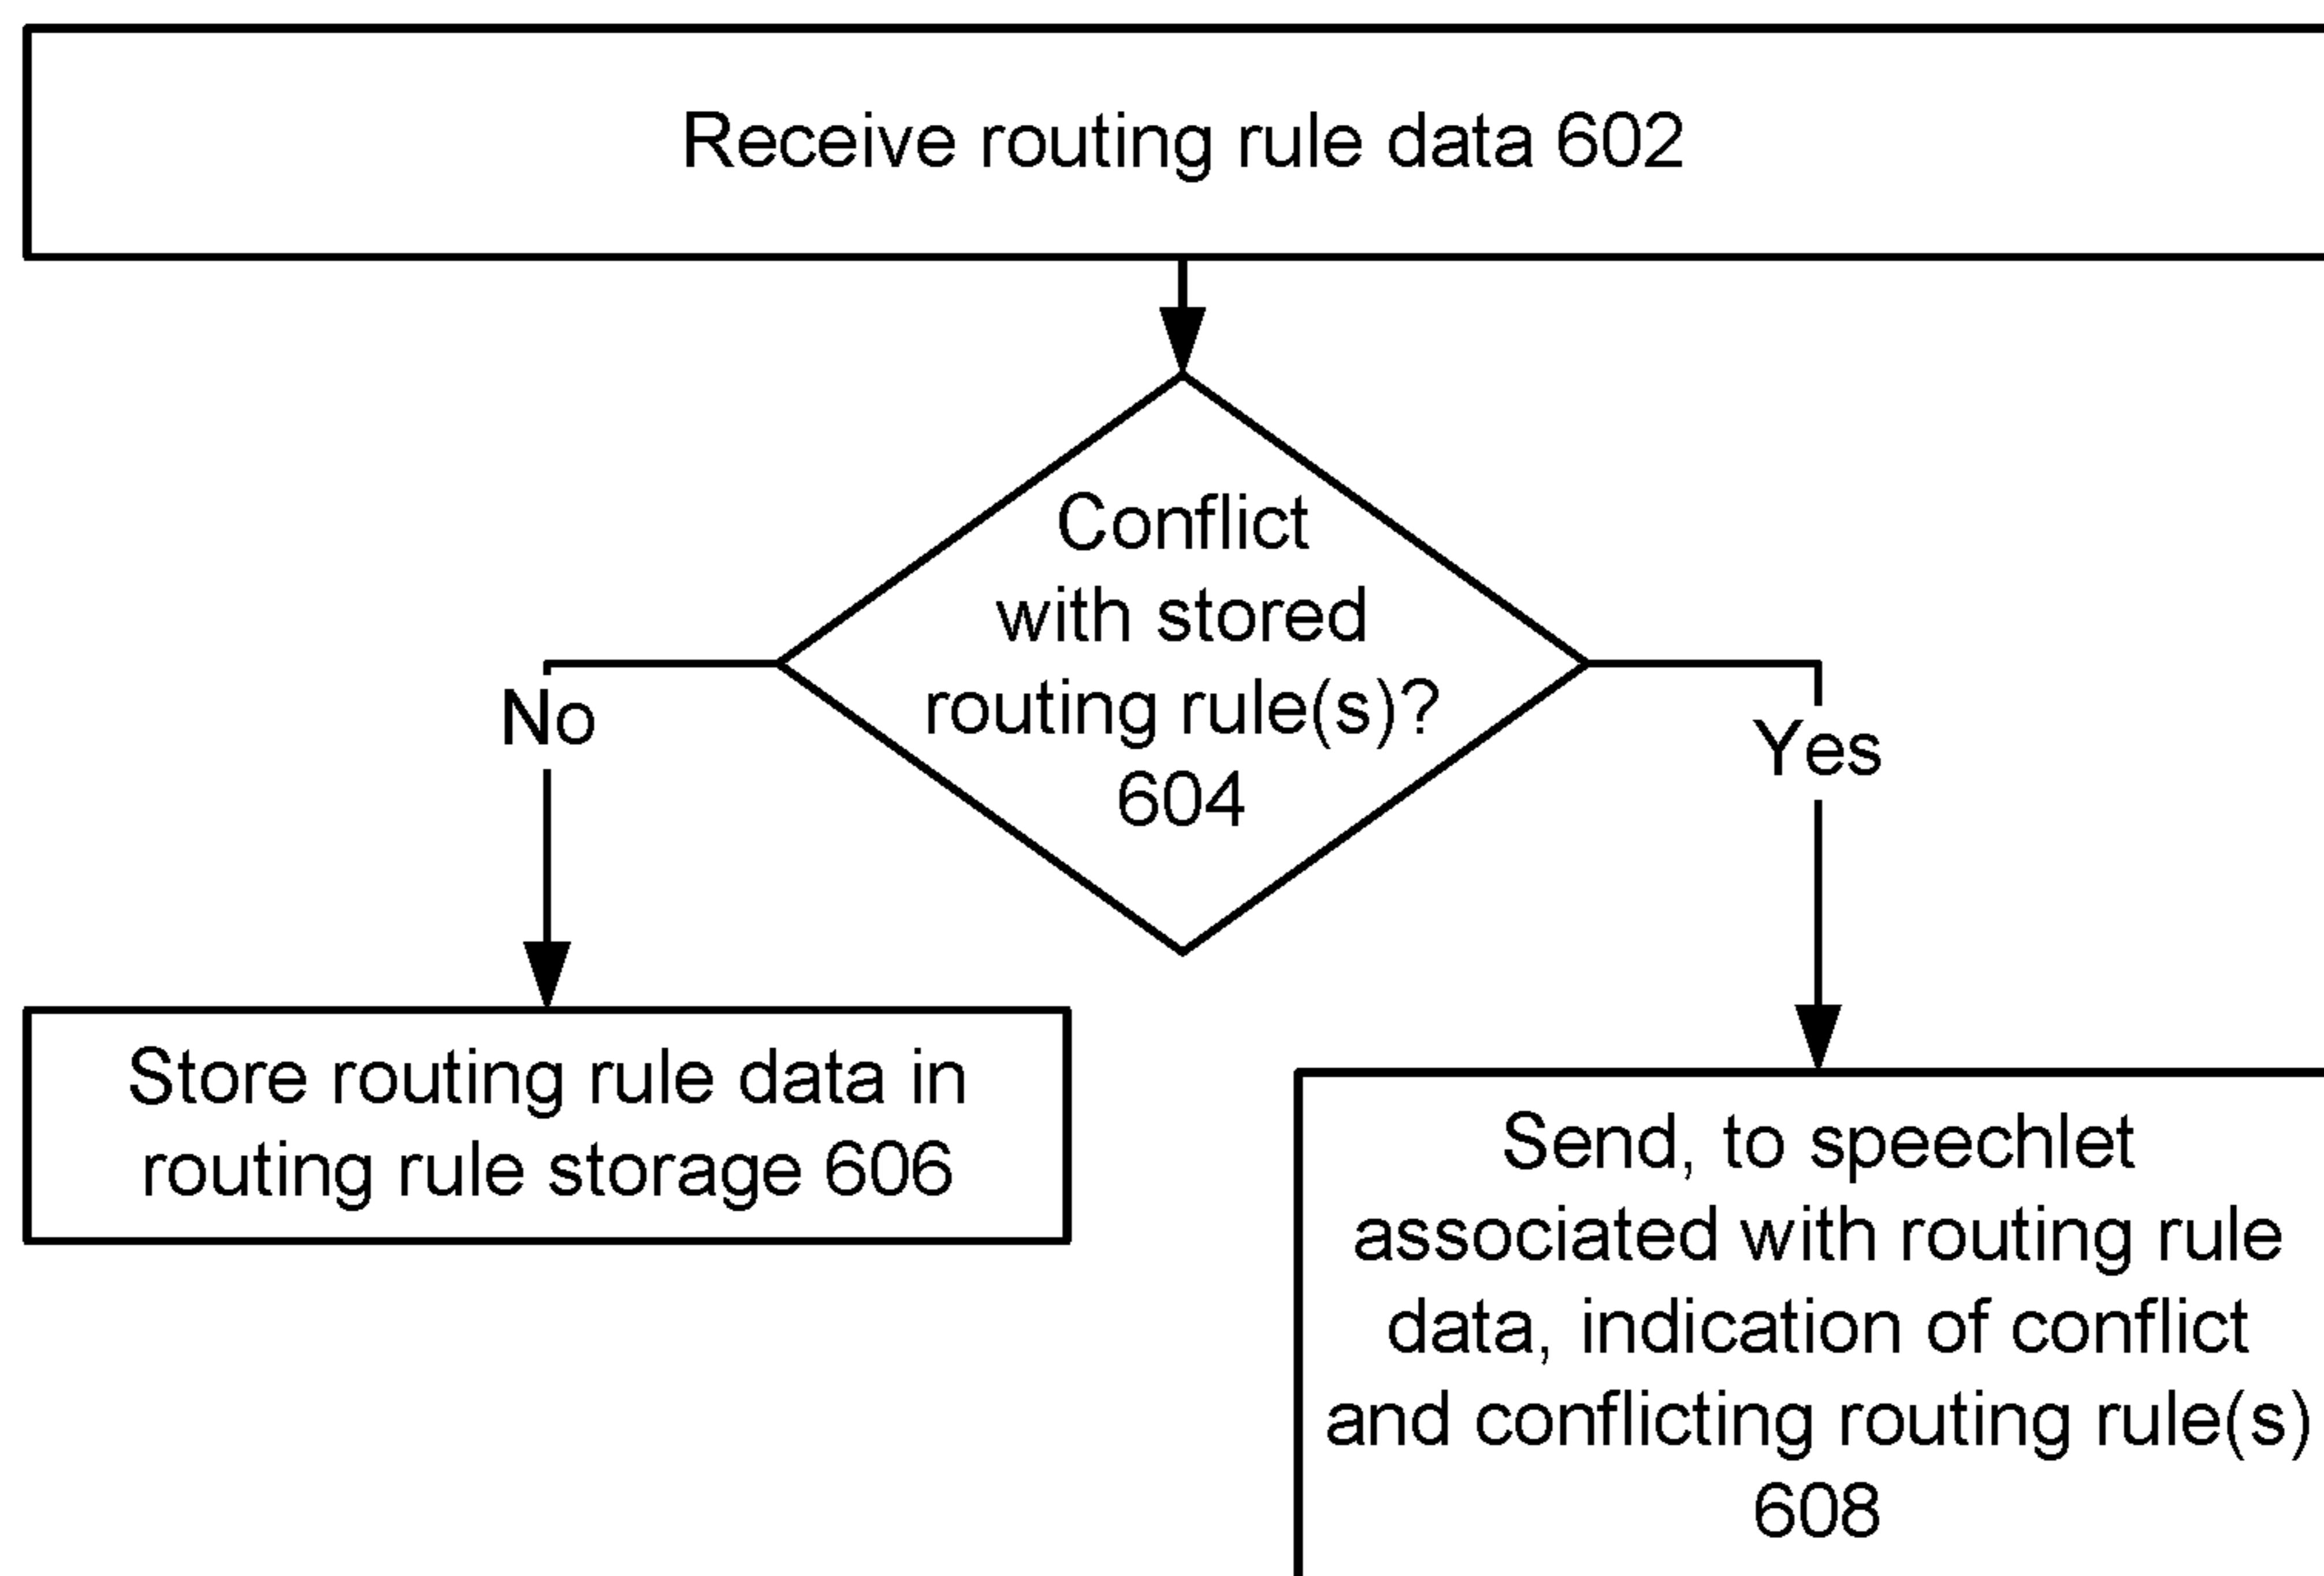 Receive routing rule data 602
Conflict
with stored
routing rule(s)?
604
No
Yes
Store routing rule data in
routing rule storage 606
Send, to speechlet
associated with routing rule
data, indication of conflict
and conflicting routing rule(s)
608